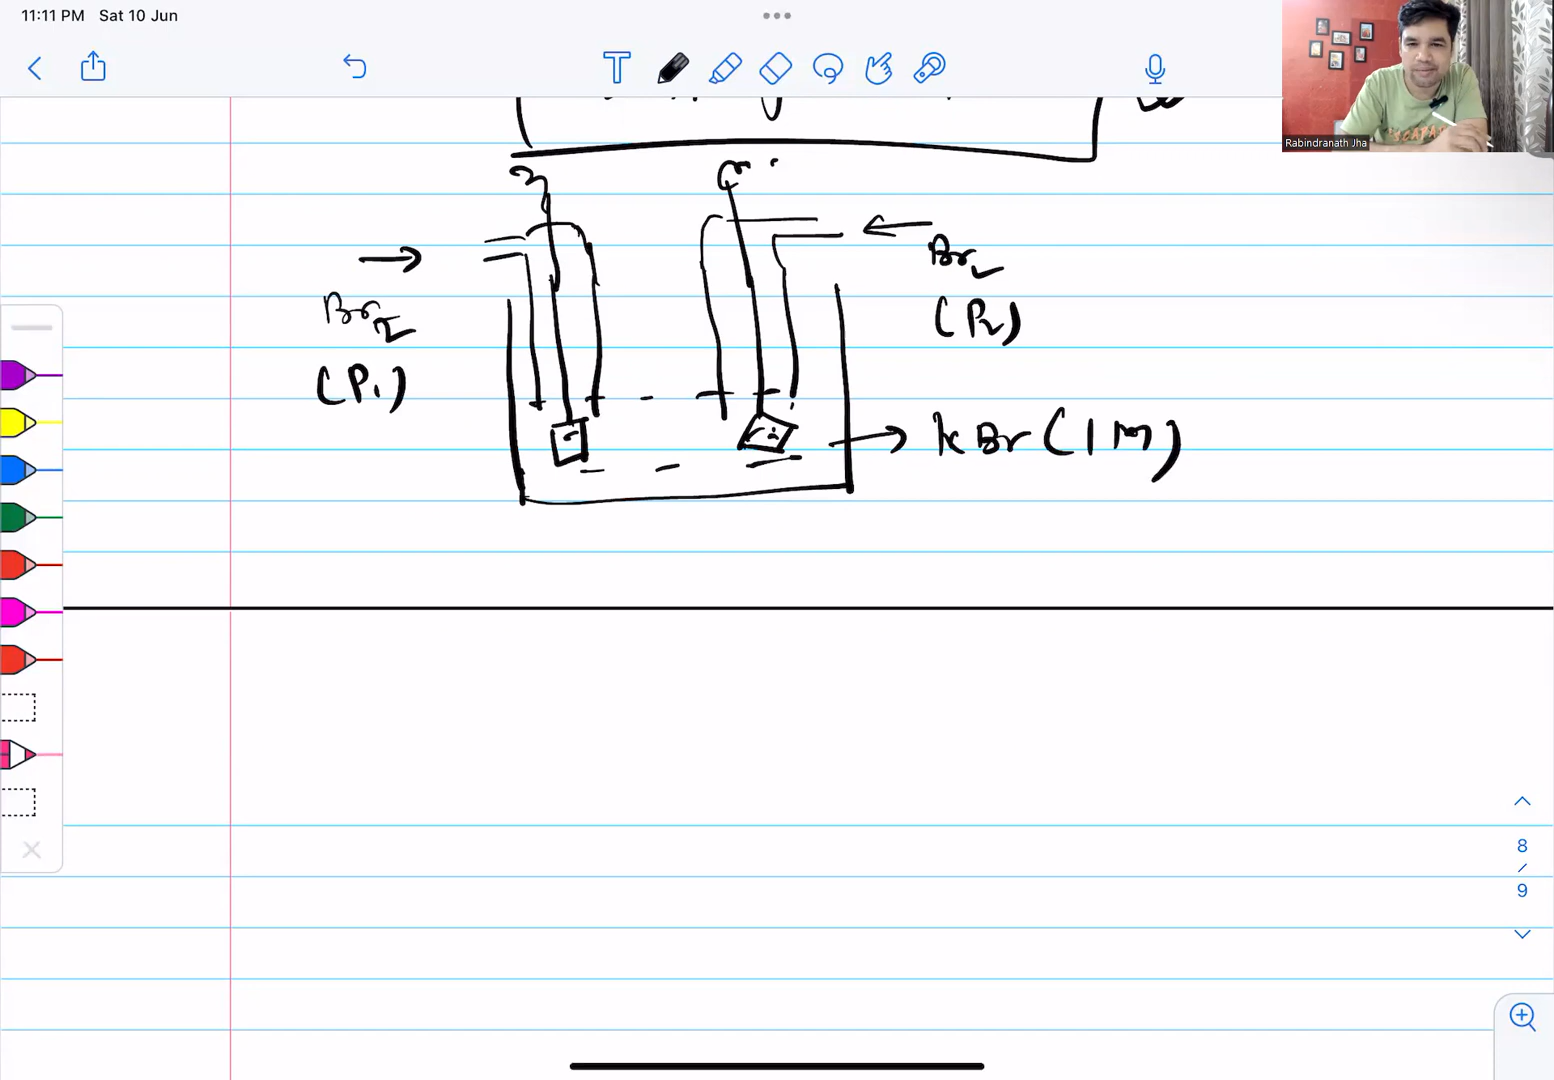 11:11 PM Sat 10 Jun
T
Rabindranath Jha
Br₂
Br₂
(P₂)
(P₁)
KBr (1M)
8
/
9